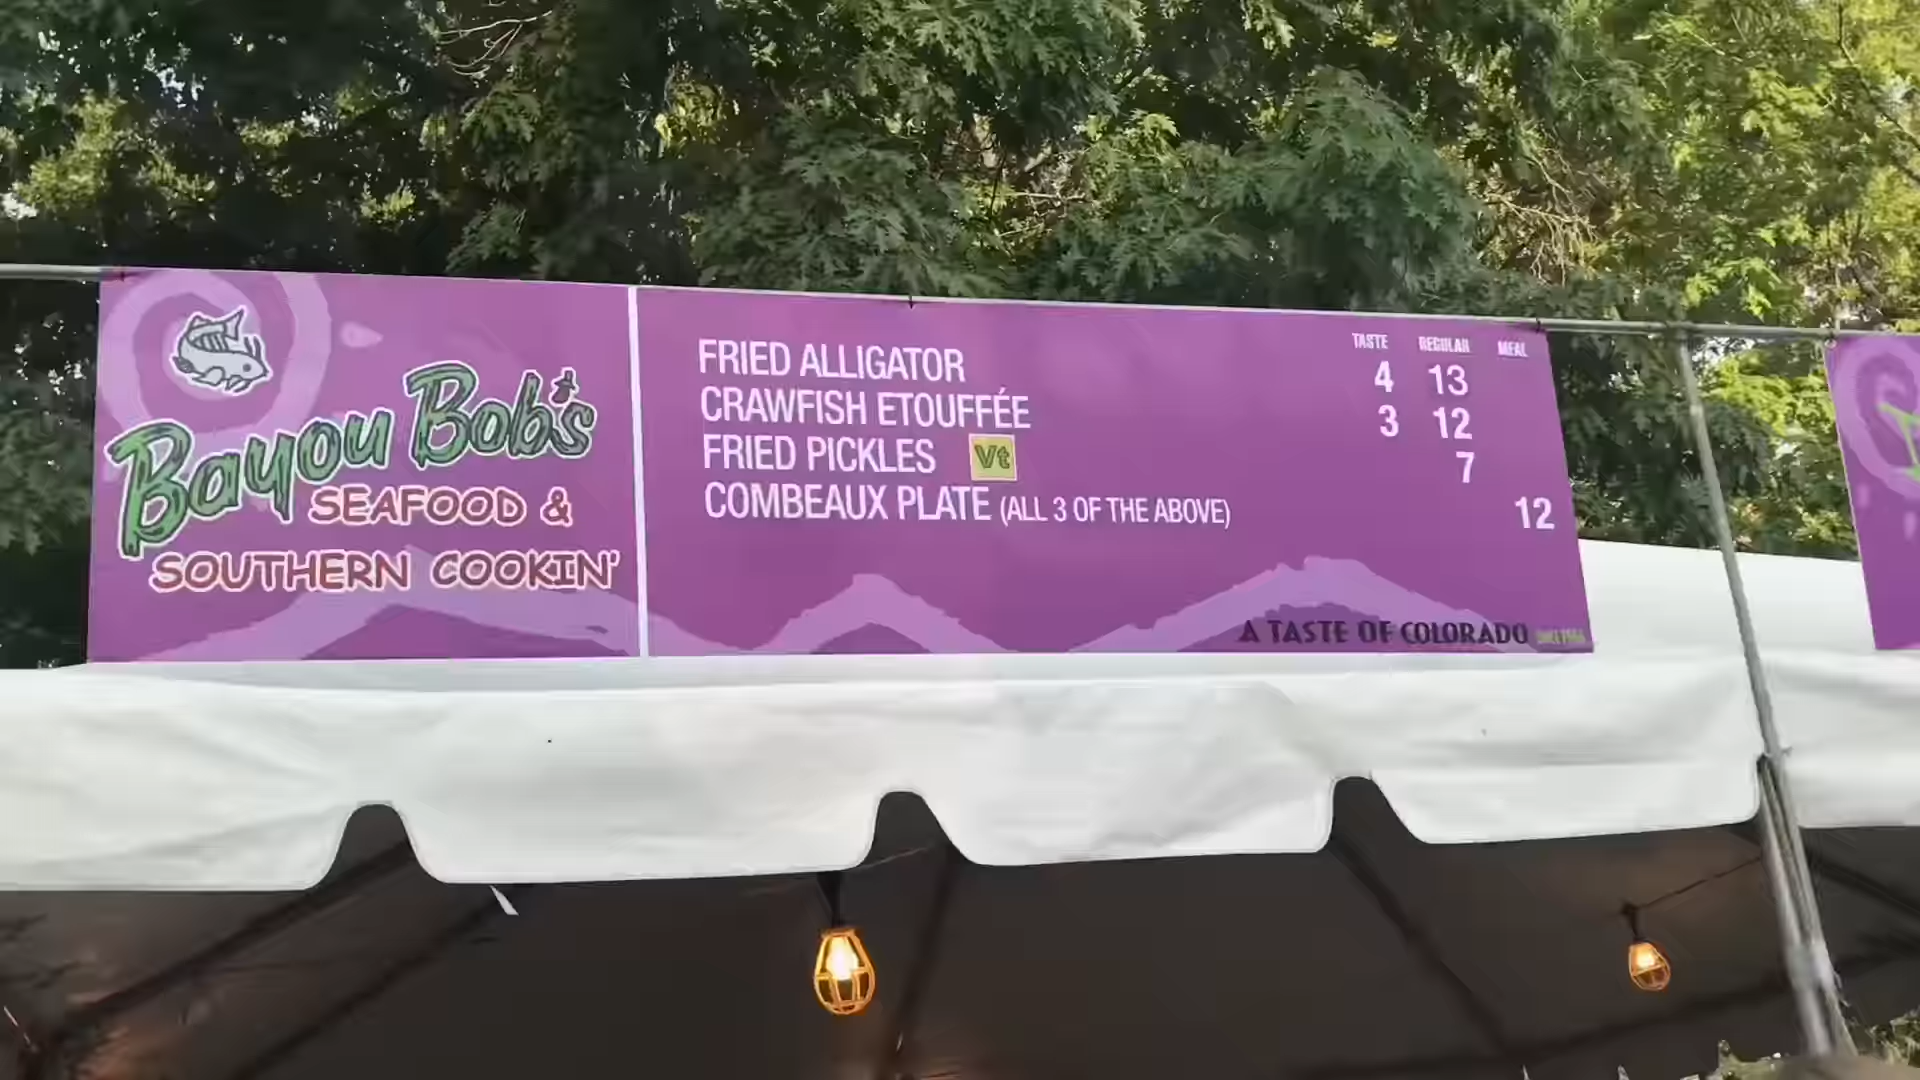 Bayou Bob's
SEAFOOD &
SOUTHERN COOKIN'
TASTE REGULAR MEAL
FRIED ALLIGATOR 4 13
CRAWFISH ETOUFFÉE 3 12
FRIED PICKLES Vt 7
COMBEAUX PLATE (ALL 3 OF THE ABOVE) 12
A TASTE OF COLORADO